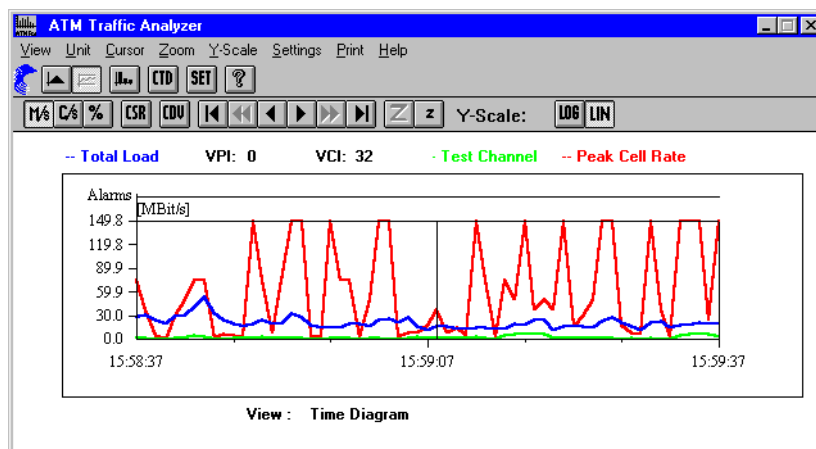 ATM Traffic Analyzer
View Unit Cursor Zoom Y-Scale Settings Print Help
CTD SET ?
M/s C/s % CSR CDV Z z Y-Scale: LOG LIN
-- Total Load VPI: 0 VCI: 32 - Test Channel -- Peak Cell Rate
Alarms
[MBit/s]
149.8
119.8
89.9
59.9
30.0
0.0
15:58:37 15:59:07 15:59:37
View : Time Diagram